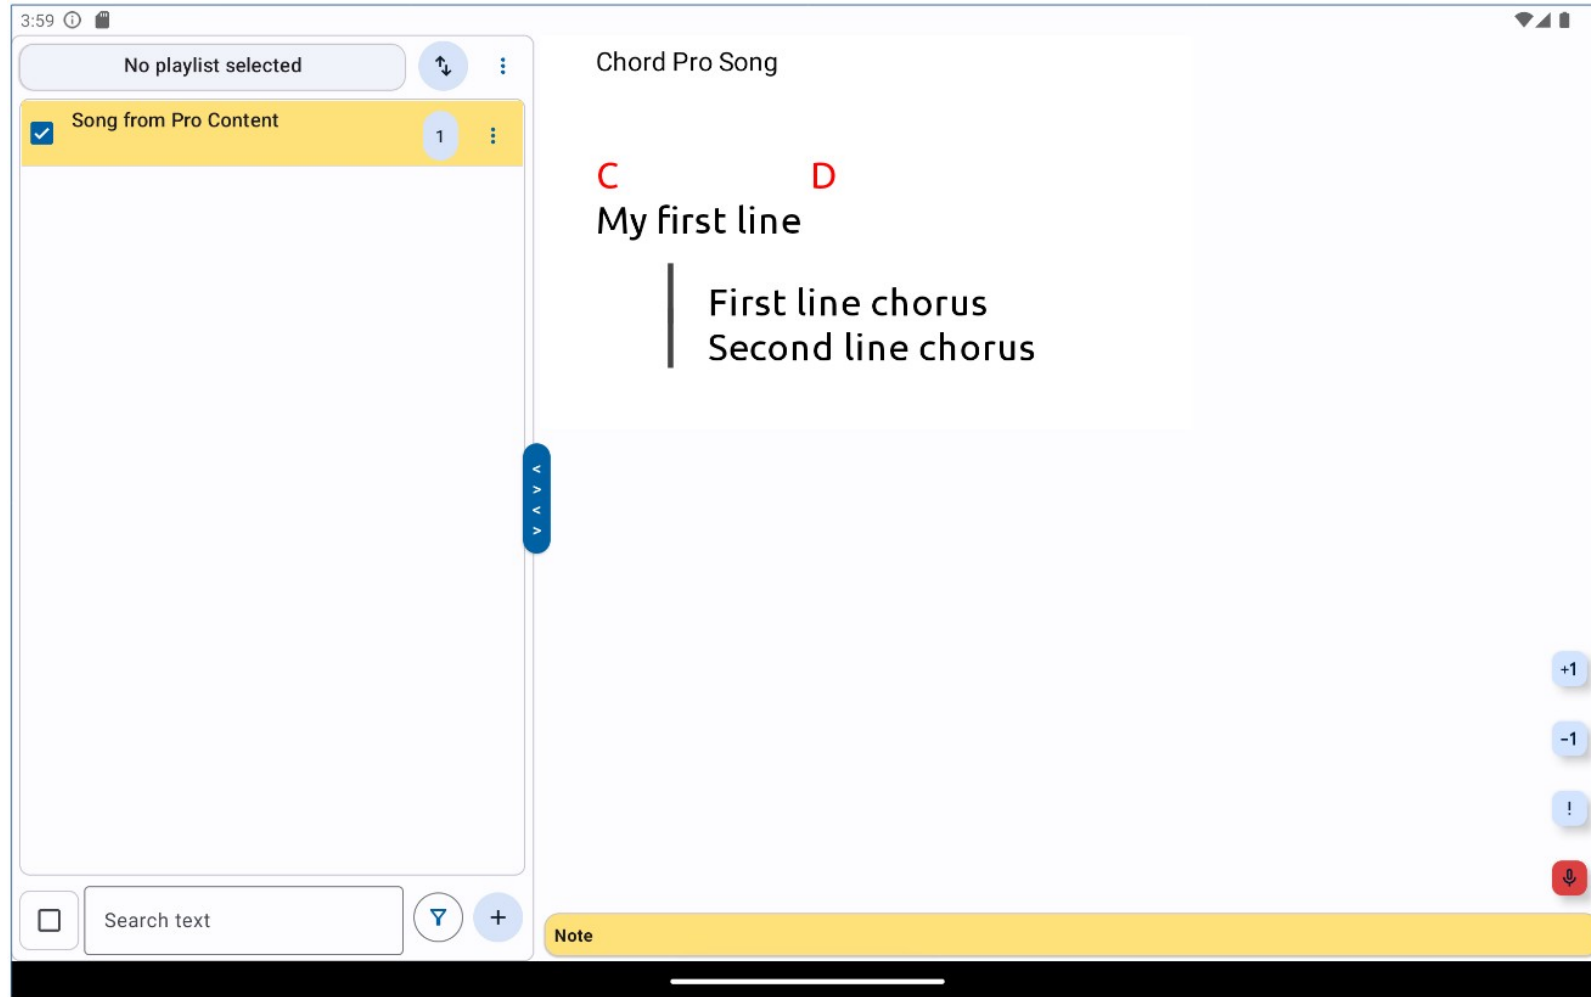 3:59
No playlist selected
Song from Pro Content
1
Search text
+
Chord Pro Song
C D
My first line
First line chorus
Second line chorus
<
>
<
>
+1
-1
!
Note